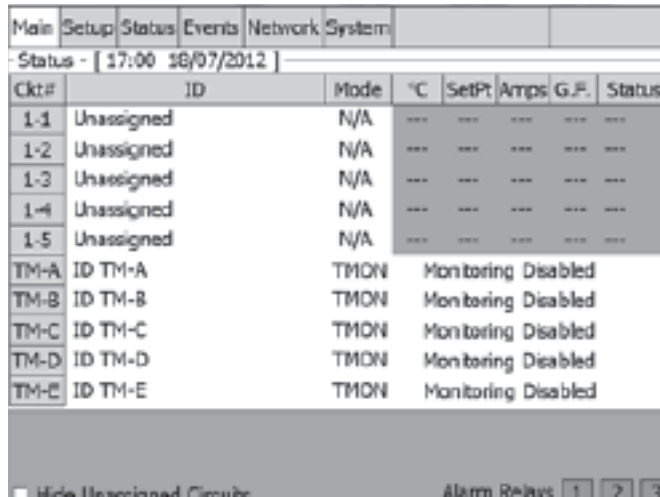 Main Setup Status Events Network System
Status - [ 17:00 18/07/2012 ]
Ckt# ID Mode °C SetPt Amps G.F. Status
1-1 Unassigned N/A --- --- --- --- ---
1-2 Unassigned N/A --- --- --- --- ---
1-3 Unassigned N/A --- --- --- --- ---
1-4 Unassigned N/A --- --- --- --- ---
1-5 Unassigned N/A --- --- --- --- ---
TM-A ID TM-A TMON Monitoring Disabled
TM-B ID TM-B TMON Monitoring Disabled
TM-C ID TM-C TMON Monitoring Disabled
TM-D ID TM-D TMON Monitoring Disabled
TM-E ID TM-E TMON Monitoring Disabled
Hide Unassigned Circuits Alarm Relays 1 2 3